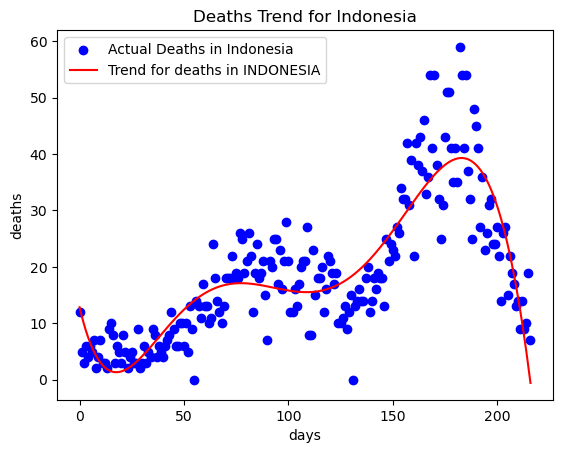 Deaths Trend for Indonesia
Actual Deaths in Indonesia
Trend for deaths in INDONESIA
60
50
40
30
20
10
0
deaths
0 50 100 150 200
days